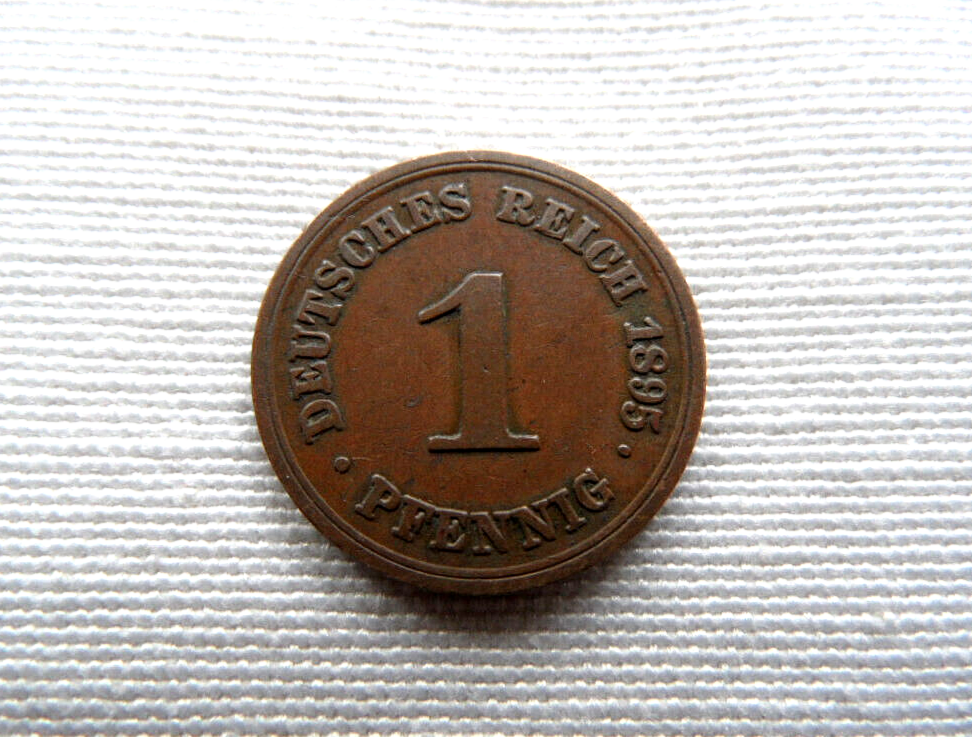 DEUTSCHES REICH 1895
1
PFENNIG